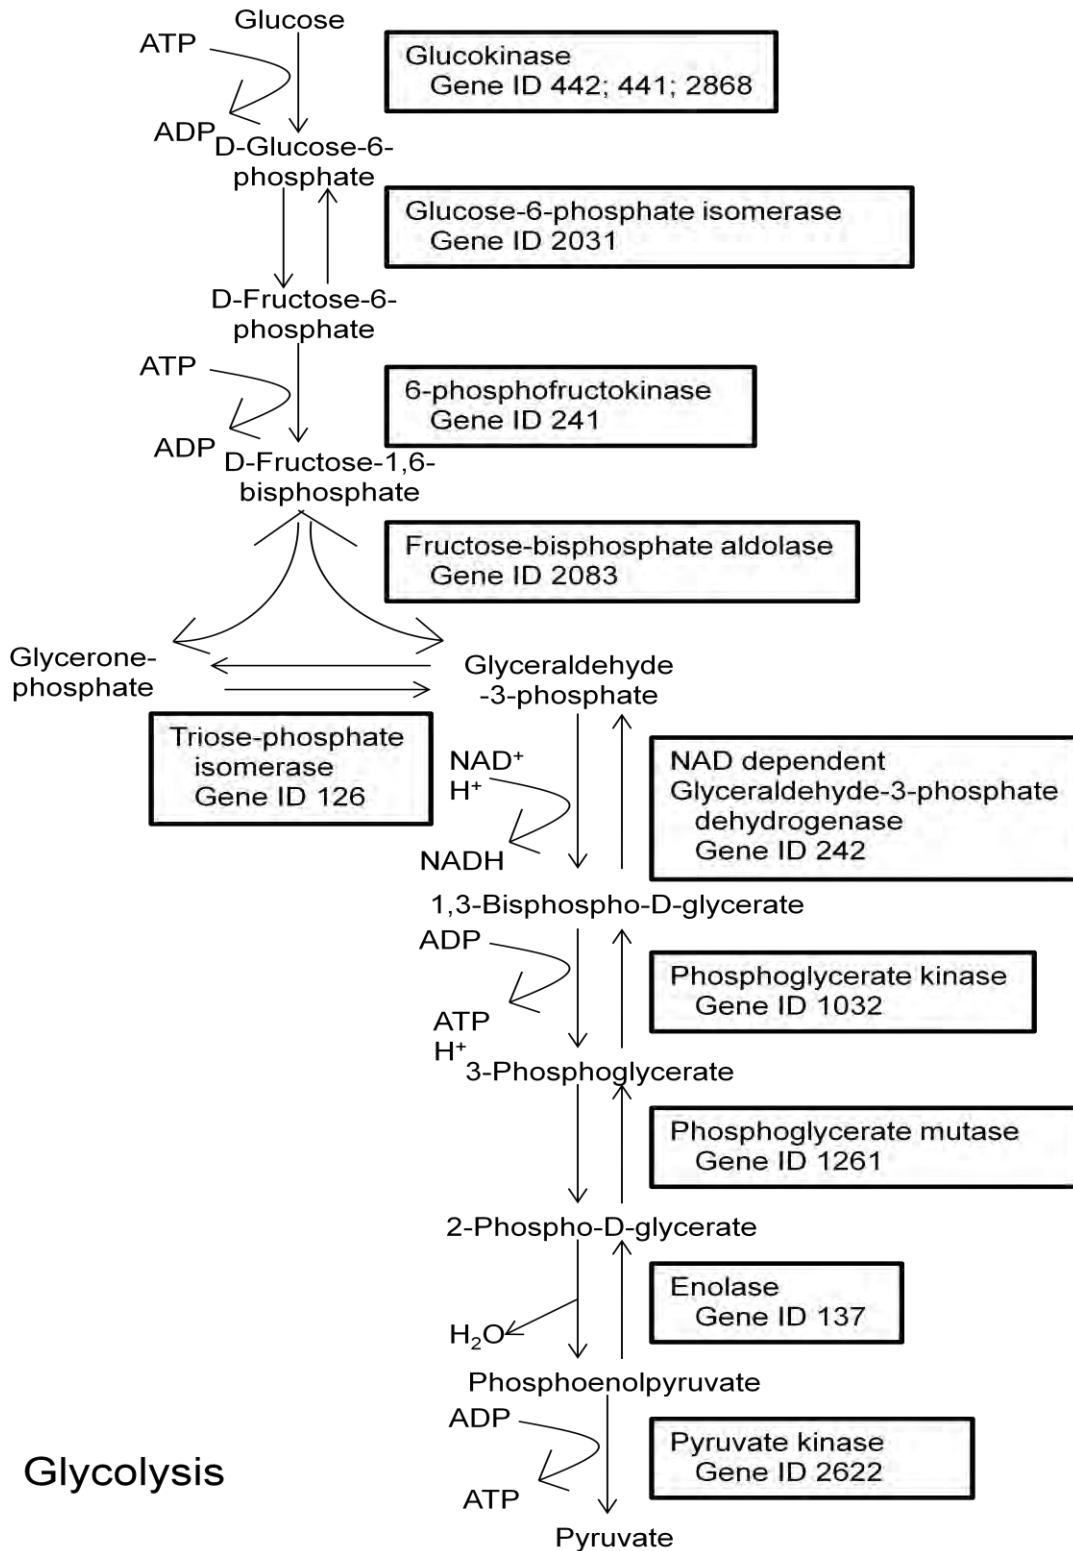 Glucose
ATP
Glucokinase
Gene ID 442; 441; 2868
ADP
D-Glucose-6-
phosphate
Glucose-6-phosphate isomerase
Gene ID 2031
D-Fructose-6-
phosphate
ATP
6-phosphofructokinase
Gene ID 241
ADP
D-Fructose-1,6-
bisphosphate
Fructose-bisphosphate aldolase
Gene ID 2083
Glycerone-
phosphate
Glyceraldehyde
-3-phosphate
Triose-phosphate
isomerase
Gene ID 126
NAD⁺
H⁺
NADH
NAD dependent
Glyceraldehyde-3-phosphate
dehydrogenase
Gene ID 242
1,3-Bisphospho-D-glycerate
ADP
Phosphoglycerate kinase
Gene ID 1032
ATP
H⁺
3-Phosphoglycerate
Phosphoglycerate mutase
Gene ID 1261
2-Phospho-D-glycerate
Enolase
Gene ID 137
H₂O
Phosphoenolpyruvate
ADP
Pyruvate kinase
Gene ID 2622
Glycolysis
ATP
Pyruvate